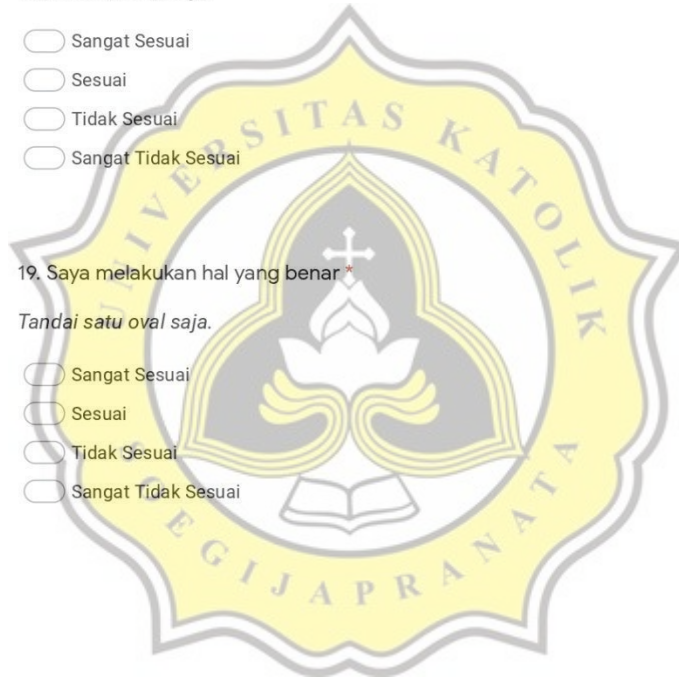 Sangat Sesuai
Sesuai
Tidak Sesuai
Sangat Tidak Sesuai
19. Saya melakukan hal yang benar *
Tandai satu oval saja.
Sangat Sesuai
Sesuai
Tidak Sesuai
Sangat Tidak Sesuai
UNIVERSITAS KATOLIK
SOEGIJAPRANATA